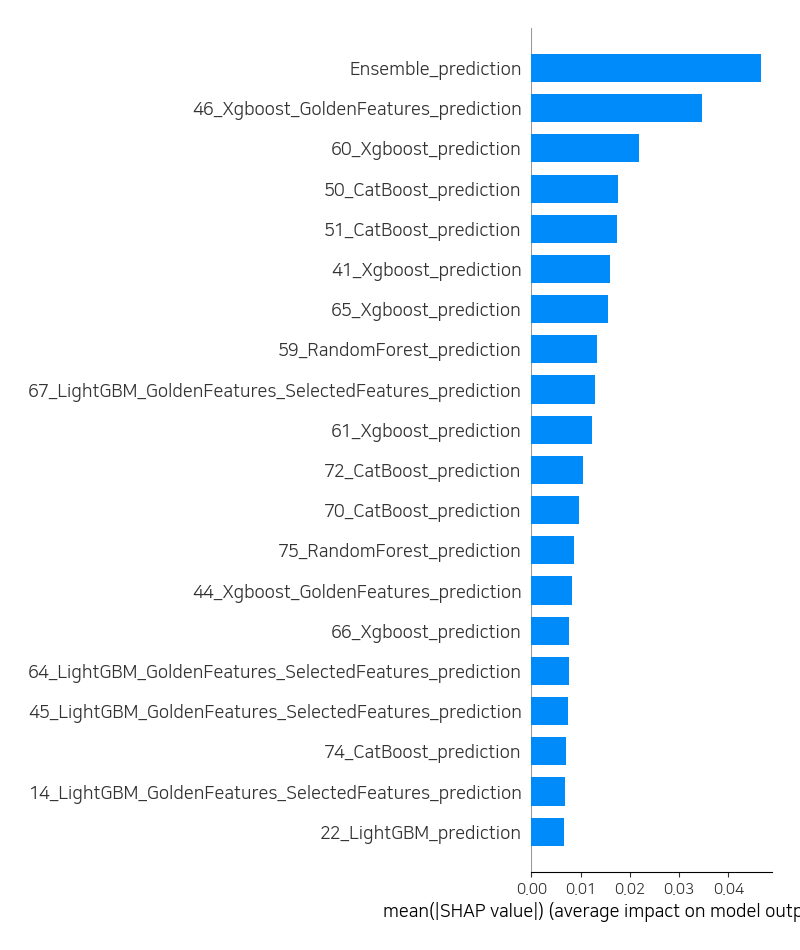 Ensemble_prediction
46_Xgboost_GoldenFeatures_prediction
60_Xgboost_prediction
50_CatBoost_prediction
51_CatBoost_prediction
41_Xgboost_prediction
65_Xgboost_prediction
59_RandomForest_prediction
67_LightGBM_GoldenFeatures_SelectedFeatures_prediction
61_Xgboost_prediction
72_CatBoost_prediction
70_CatBoost_prediction
75_RandomForest_prediction
44_Xgboost_GoldenFeatures_prediction
66_Xgboost_prediction
64_LightGBM_GoldenFeatures_SelectedFeatures_prediction
45_LightGBM_GoldenFeatures_SelectedFeatures_prediction
74_CatBoost_prediction
14_LightGBM_GoldenFeatures_SelectedFeatures_prediction
22_LightGBM_prediction
0.00 0.01 0.02 0.03 0.04
mean(|SHAP value|) (average impact on model outp